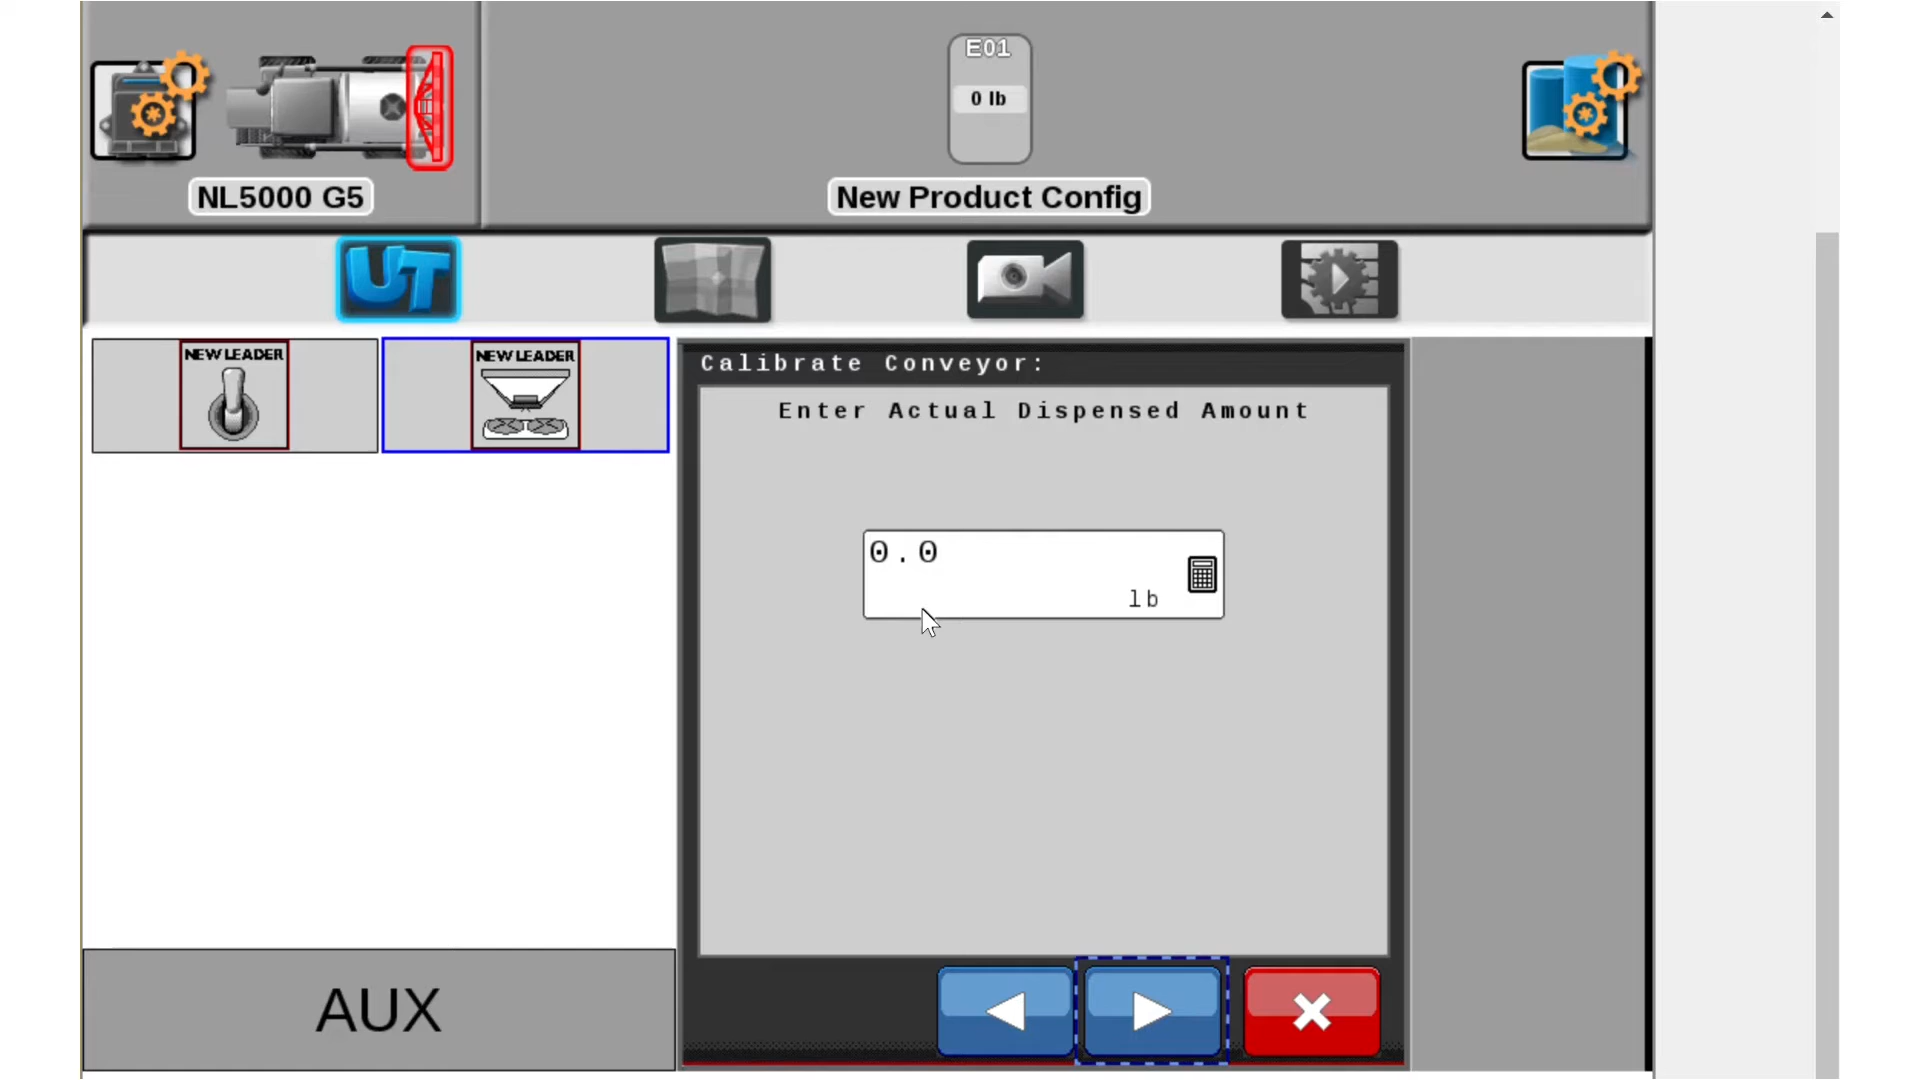 E01
0 lb
NL5000 G5
New Product Config
UT
NEW LEADER
NEW LEADER
Calibrate Conveyor:
Enter Actual Dispensed Amount
0.0
lb
AUX